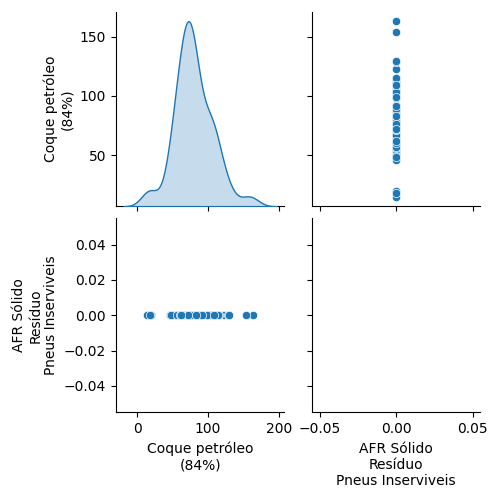 Coque petróleo
(84%)
150
100
50
AFR Sólido
Resíduo
Pneus Inserviveis
0.04
0.02
0.00
−0.02
−0.04
0
100
200
Coque petróleo
(84%)
−0.05
0.00
0.05
AFR Sólido
Resíduo
Pneus Inserviveis